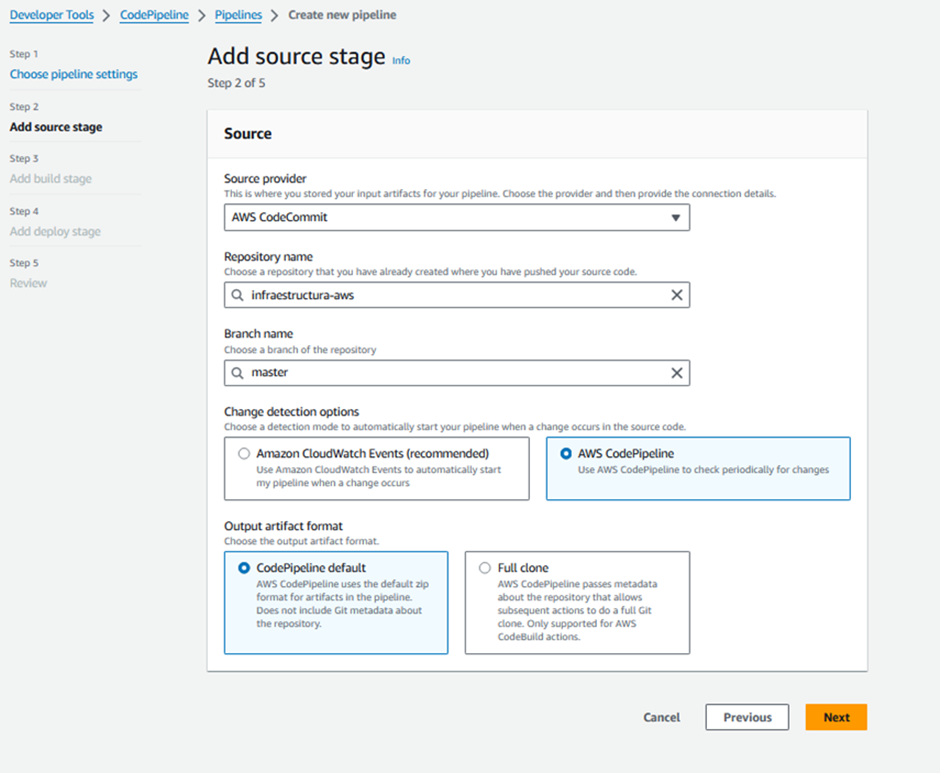 Developer Tools > CodePipeline > Pipelines > Create new pipeline
Step 1
Choose pipeline settings
Step 2
Add source stage
Step 3
Add build stage
Step 4
Add deploy stage
Step 5
Review
Add source stage Info
Step 2 of 5
Source
Source provider
This is where you stored your input artifacts for your pipeline. Choose the provider and then provide the connection details.
AWS CodeCommit
Repository name
Choose a repository that you have already created where you have pushed your source code.
infraestructura-aws
Branch name
Choose a branch of the repository
master
Change detection options
Choose a detection mode to automatically start your pipeline when a change occurs in the source code.
Amazon CloudWatch Events (recommended)
Use Amazon CloudWatch Events to automatically start
my pipeline when a change occurs
AWS CodePipeline
Use AWS CodePipeline to check periodically for changes
Output artifact format
Choose the output artifact format.
CodePipeline default
AWS CodePipeline uses the default zip
format for artifacts in the pipeline.
Does not include Git metadata about
the repository.
Full clone
AWS CodePipeline passes metadata
about the repository that allows
subsequent actions to do a full Git
clone. Only supported for AWS
CodeBuild actions.
Cancel
Previous
Next